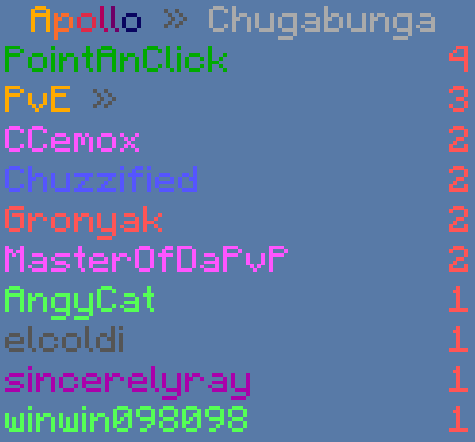 Apollo » Chugabunga
PointAnClick 4
PvE » 3
CCemox 2
Chuzzified 2
Gronyak 2
MasterOfDaPvP 2
AngyCat 1
elcoldi 1
sincerelyray 1
winwin098098 1